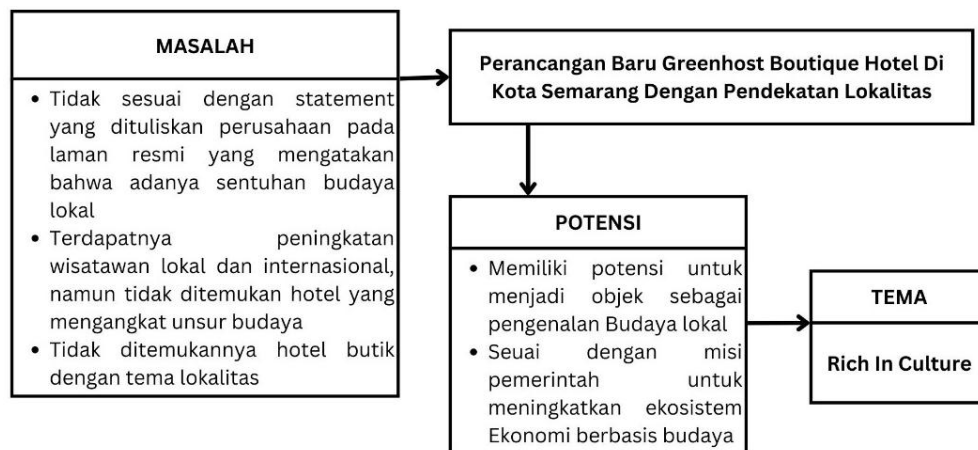 MASALAH
• Tidak sesuai dengan statement
yang dituliskan perusahaan pada
laman resmi yang mengatakan
bahwa adanya sentuhan budaya
lokal
• Terdapatnya peningkatan
wisatawan lokal dan internasional,
namun tidak ditemukan hotel yang
mengangkat unsur budaya
• Tidak ditemukannya hotel butik
dengan tema lokalitas
Perancangan Baru Greenhost Boutique Hotel Di
Kota Semarang Dengan Pendekatan Lokalitas
POTENSI
• Memiliki potensi untuk
menjadi objek sebagai
pengenalan Budaya lokal
• Seuai dengan misi
pemerintah untuk
meningkatkan ekosistem
Ekonomi berbasis budaya
TEMA
Rich In Culture